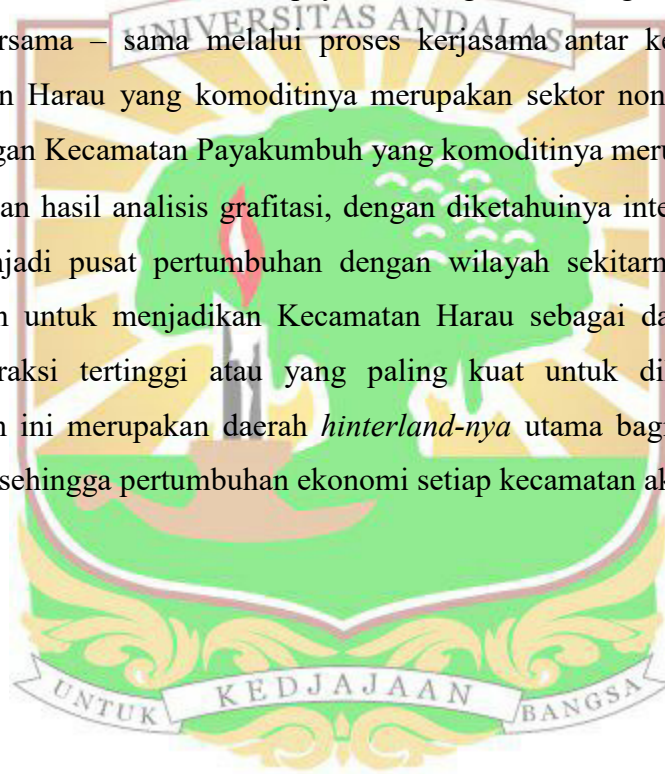 UNIVERSITAS ANDALAS
ersama – sama melalui proses kerjasama antar ke
n Harau yang komoditinya merupakan sektor non
gan Kecamatan Payakumbuh yang komoditinya meru
an hasil analisis grafitasi, dengan diketahuinya inte
njadi pusat pertumbuhan dengan wilayah sekitarn
n untuk menjadikan Kecamatan Harau sebagai da
raksi tertinggi atau yang paling kuat untuk di
n ini merupakan daerah hinterland-nya utama bag
sehingga pertumbuhan ekonomi setiap kecamatan ak
UNTUK KEDJAJAAN BANGSA